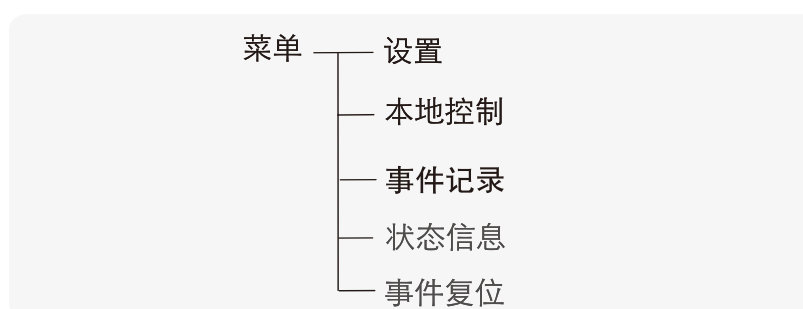 菜单 设置
本地控制
事件记录
状态信息
事件复位